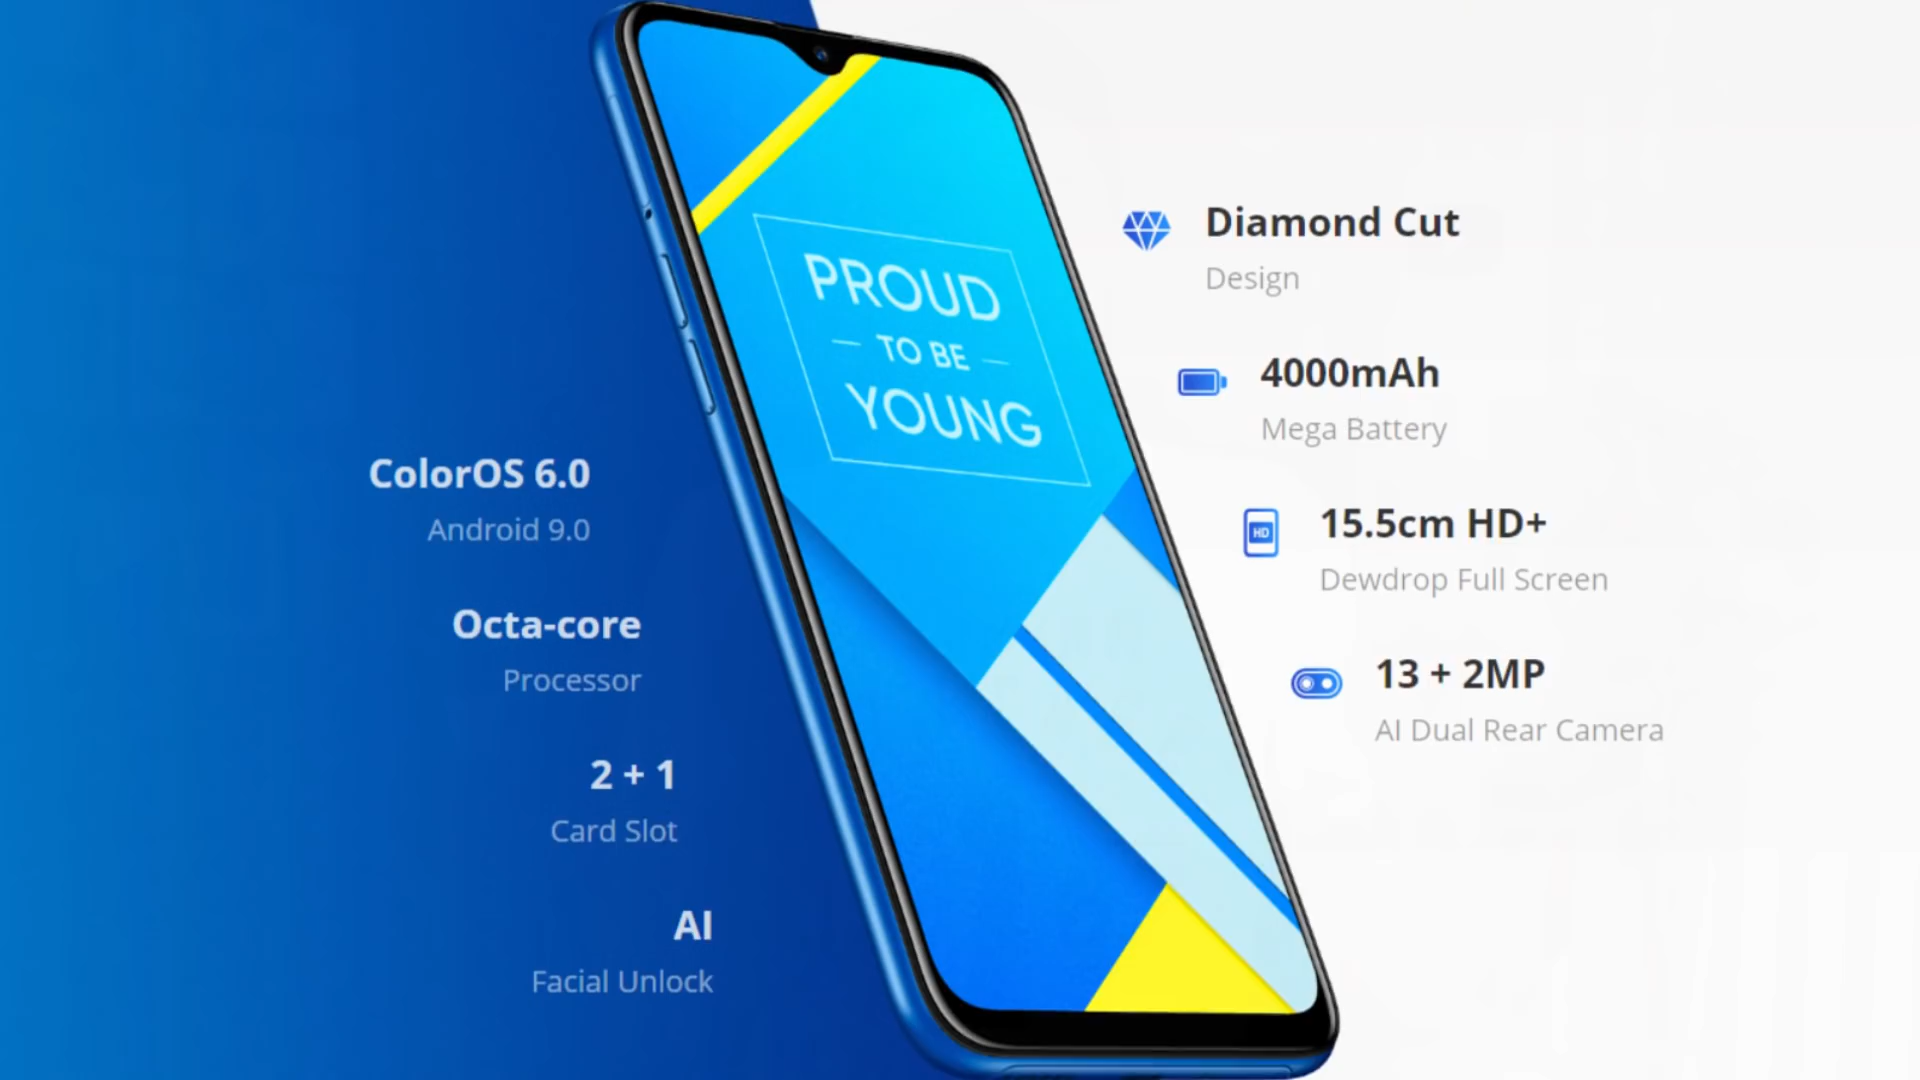 PROUD
TO BE
YOUNG
ColorOS 6.0
Android 9.0
Octa-core
Processor
2 + 1
Card Slot
AI
Facial Unlock
Diamond Cut
Design
4000mAh
Mega Battery
HD
15.5cm HD+
Dewdrop Full Screen
13 + 2MP
AI Dual Rear Camera